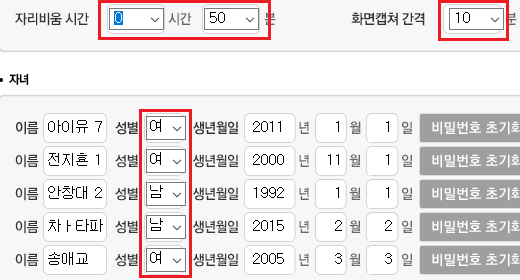 자리비움 시간 0 시간 50 분 화면캡쳐 간격 10 분
• 자녀
이름 아이유 7 성별 여 생년월일 2011 년 1 월 1 일 비밀번호 초기화
이름 전지흔 1 성별 여 생년월일 2000 년 11 월 1 일 비밀번호 초기화
이름 안창대 2 성별 남 생년월일 1992 년 1 월 1 일 비밀번호 초기화
이름 차ㅏ타파 성별 남 생년월일 2015 년 2 월 2 일 비밀번호 초기화
이름 송애교 성별 여 생년월일 2005 년 3 월 3 일 비밀번호 초기화